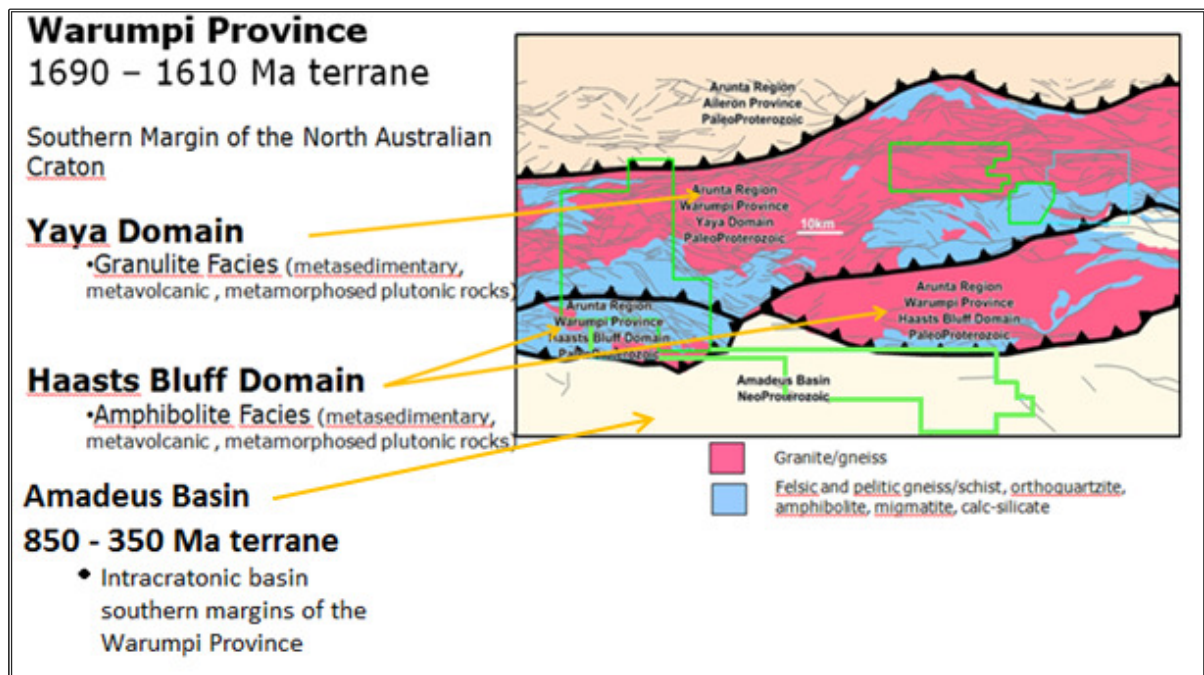 Warumpi Province
1690 – 1610 Ma terrane
Southern Margin of the North Australian
Craton
Yaya Domain
•Granulite Facies (metasedimentary,
metavolcanic , metamorphosed plutonic rocks)
Haasts Bluff Domain
•Amphibolite Facies (metasedimentary,
metavolcanic , metamorphosed plutonic rocks)
Amadeus Basin
850 - 350 Ma terrane
• Intracratonic basin
southern margins of the
Warumpi Province
Arunta Region
Aileron Province
PaleoProterozoic
Arunta Region
Warumpi Province
Yaya Domain
PaleoProterozoic
10km
Arunta Region
Warumpi Province
Haasts Bluff Domain
PaleoProterozoic
Arunta Region
Warumpi Province
Haasts Bluff Domain
PaleoProterozoic
Amadeus Basin
NeoProterozoic
Granite/gneiss
Felsic and pelitic gneiss/schist, orthoquartzite,
amphibolite, migmatite, calc-silicate